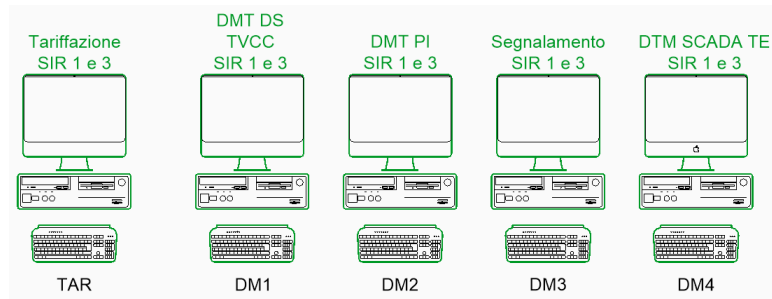 Tariffazione
SIR 1 e 3
DMT DS
TVCC
SIR 1 e 3
DMT PI
SIR 1 e 3
Segnalamento
SIR 1 e 3
DTM SCADA TE
SIR 1 e 3
TAR
DM1
DM2
DM3
DM4